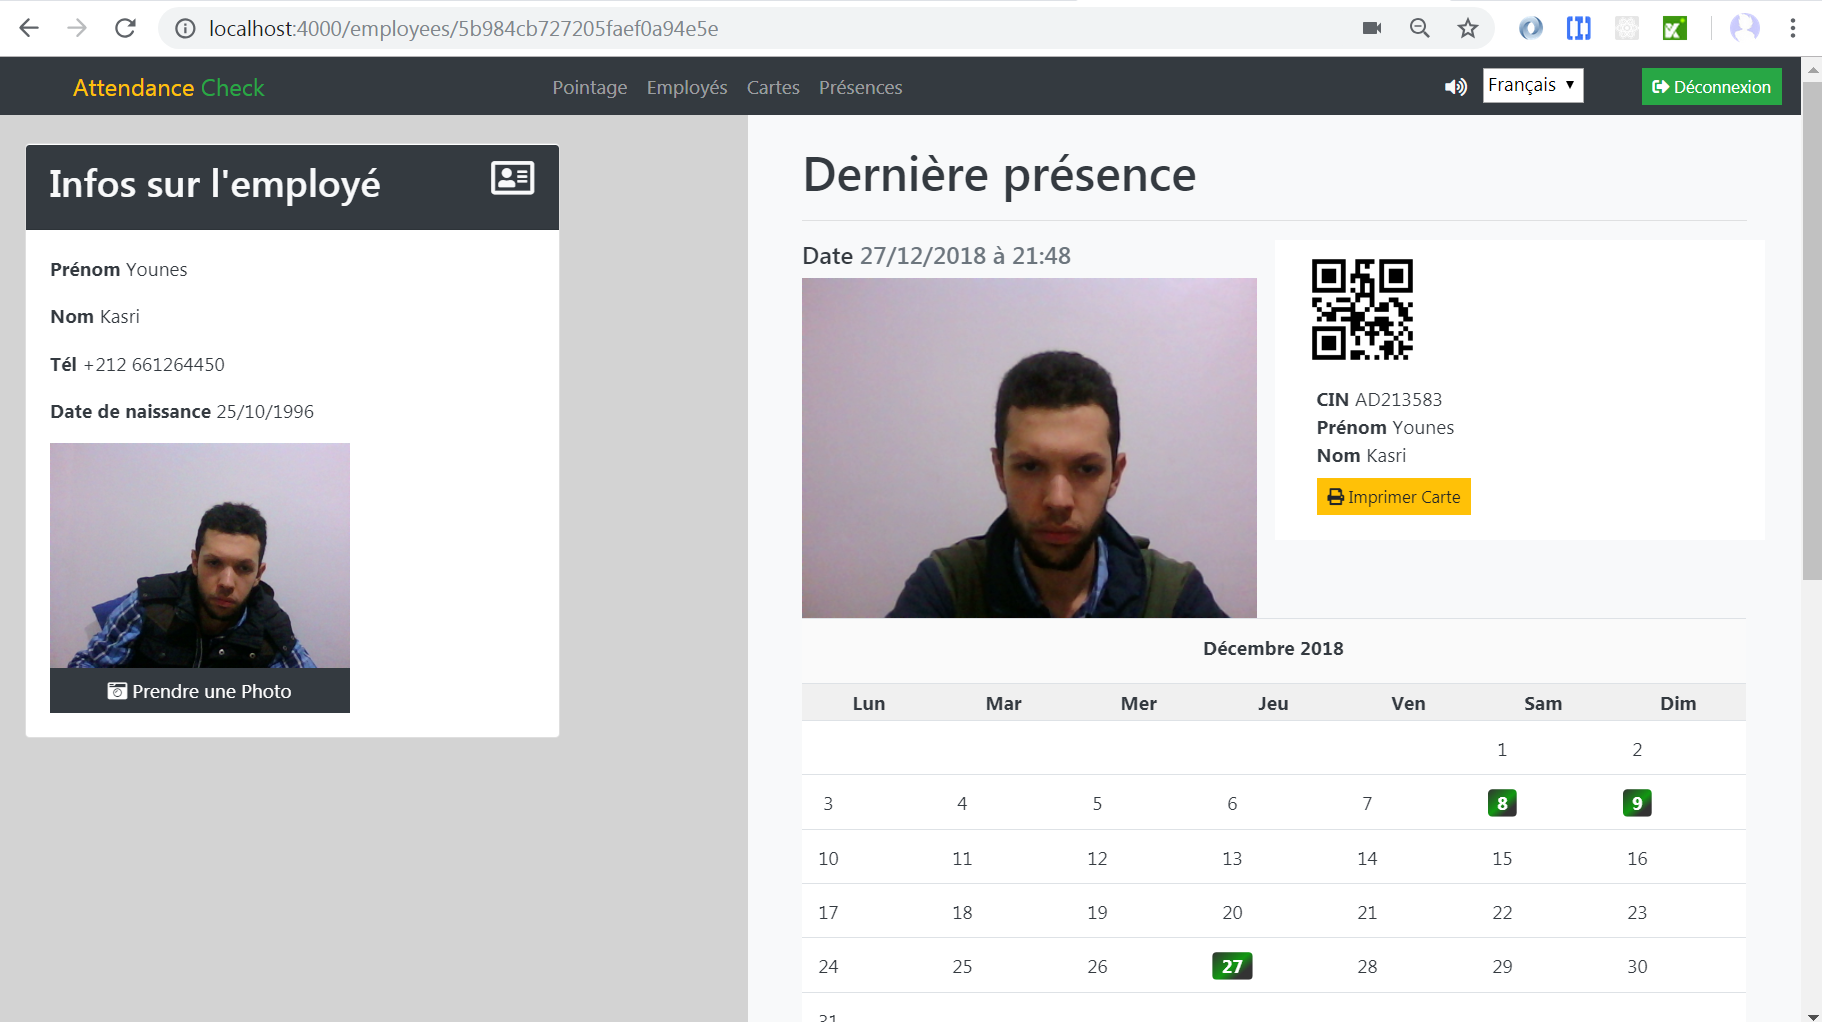 localhost:4000/employees/5b984cb727205faef0a94e5e
Attendance Check
Pointage Employés Cartes Présences
Français
Déconnexion
Infos sur l'employé
Prénom Younes
Nom Kasri
Tél +212 661264450
Date de naissance 25/10/1996
Prendre une Photo
Dernière présence
Date 27/12/2018 à 21:48
CIN AD213583
Prénom Younes
Nom Kasri
Imprimer Carte
Décembre 2018
Lun Mar Mer Jeu Ven Sam Dim
1 2
3 4 5 6 7 8 9
10 11 12 13 14 15 16
17 18 19 20 21 22 23
24 25 26 27 28 29 30
31